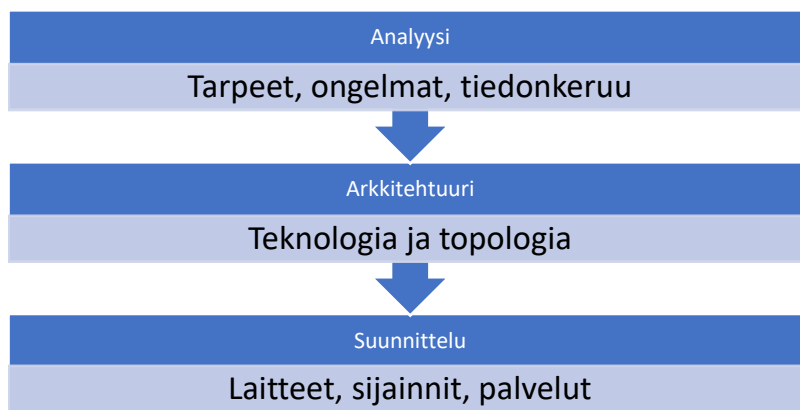 Analyysi
Tarpeet, ongelmat, tiedonkeruu
Arkkitehtuuri
Teknologia ja topologia
Suunnittelu
Laitteet, sijainnit, palvelut